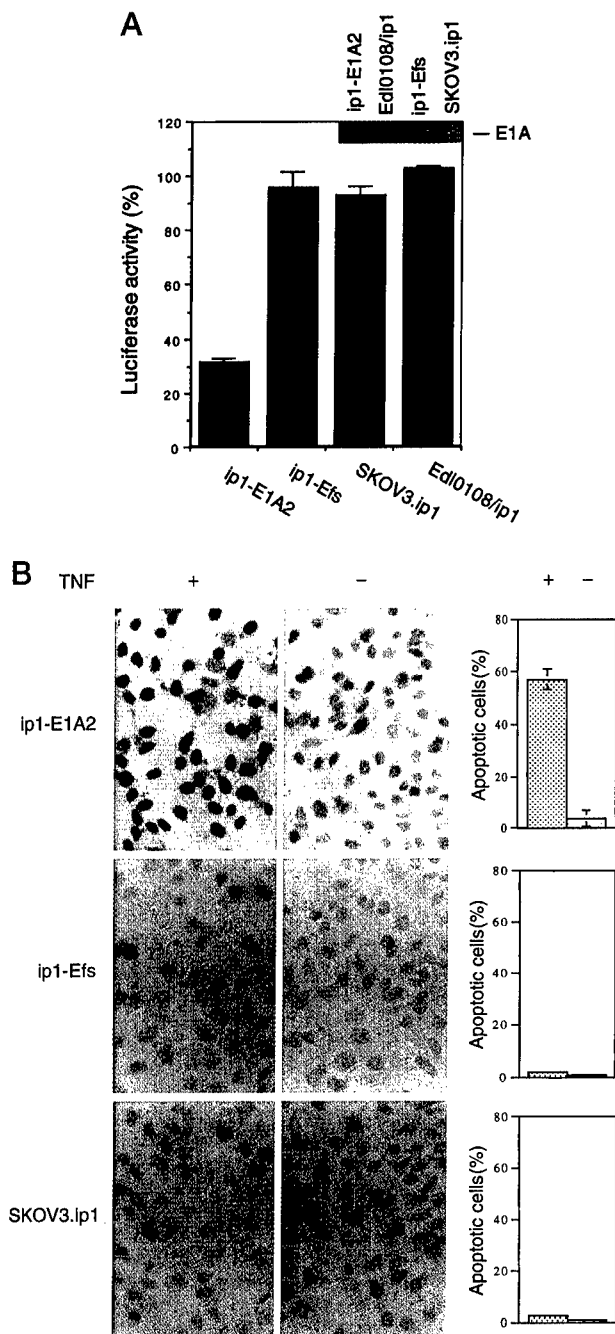 A
ip1-E1A2
Edl0108/ip1
ip1-Efs
SKOV3.ip1
— E1A
Luciferase activity (%)
120
100
80
60
40
20
0
ip1-E1A2
ip1-Efs
SKOV3.ip1
Edl0108/ip1
B
TNF + − + −
ip1-E1A2
Apoptotic cells(%)
80
60
40
20
0
ip1-Efs
Apoptotic cells(%)
80
60
40
20
0
SKOV3.ip1
Apoptotic cells(%)
80
60
40
20
0